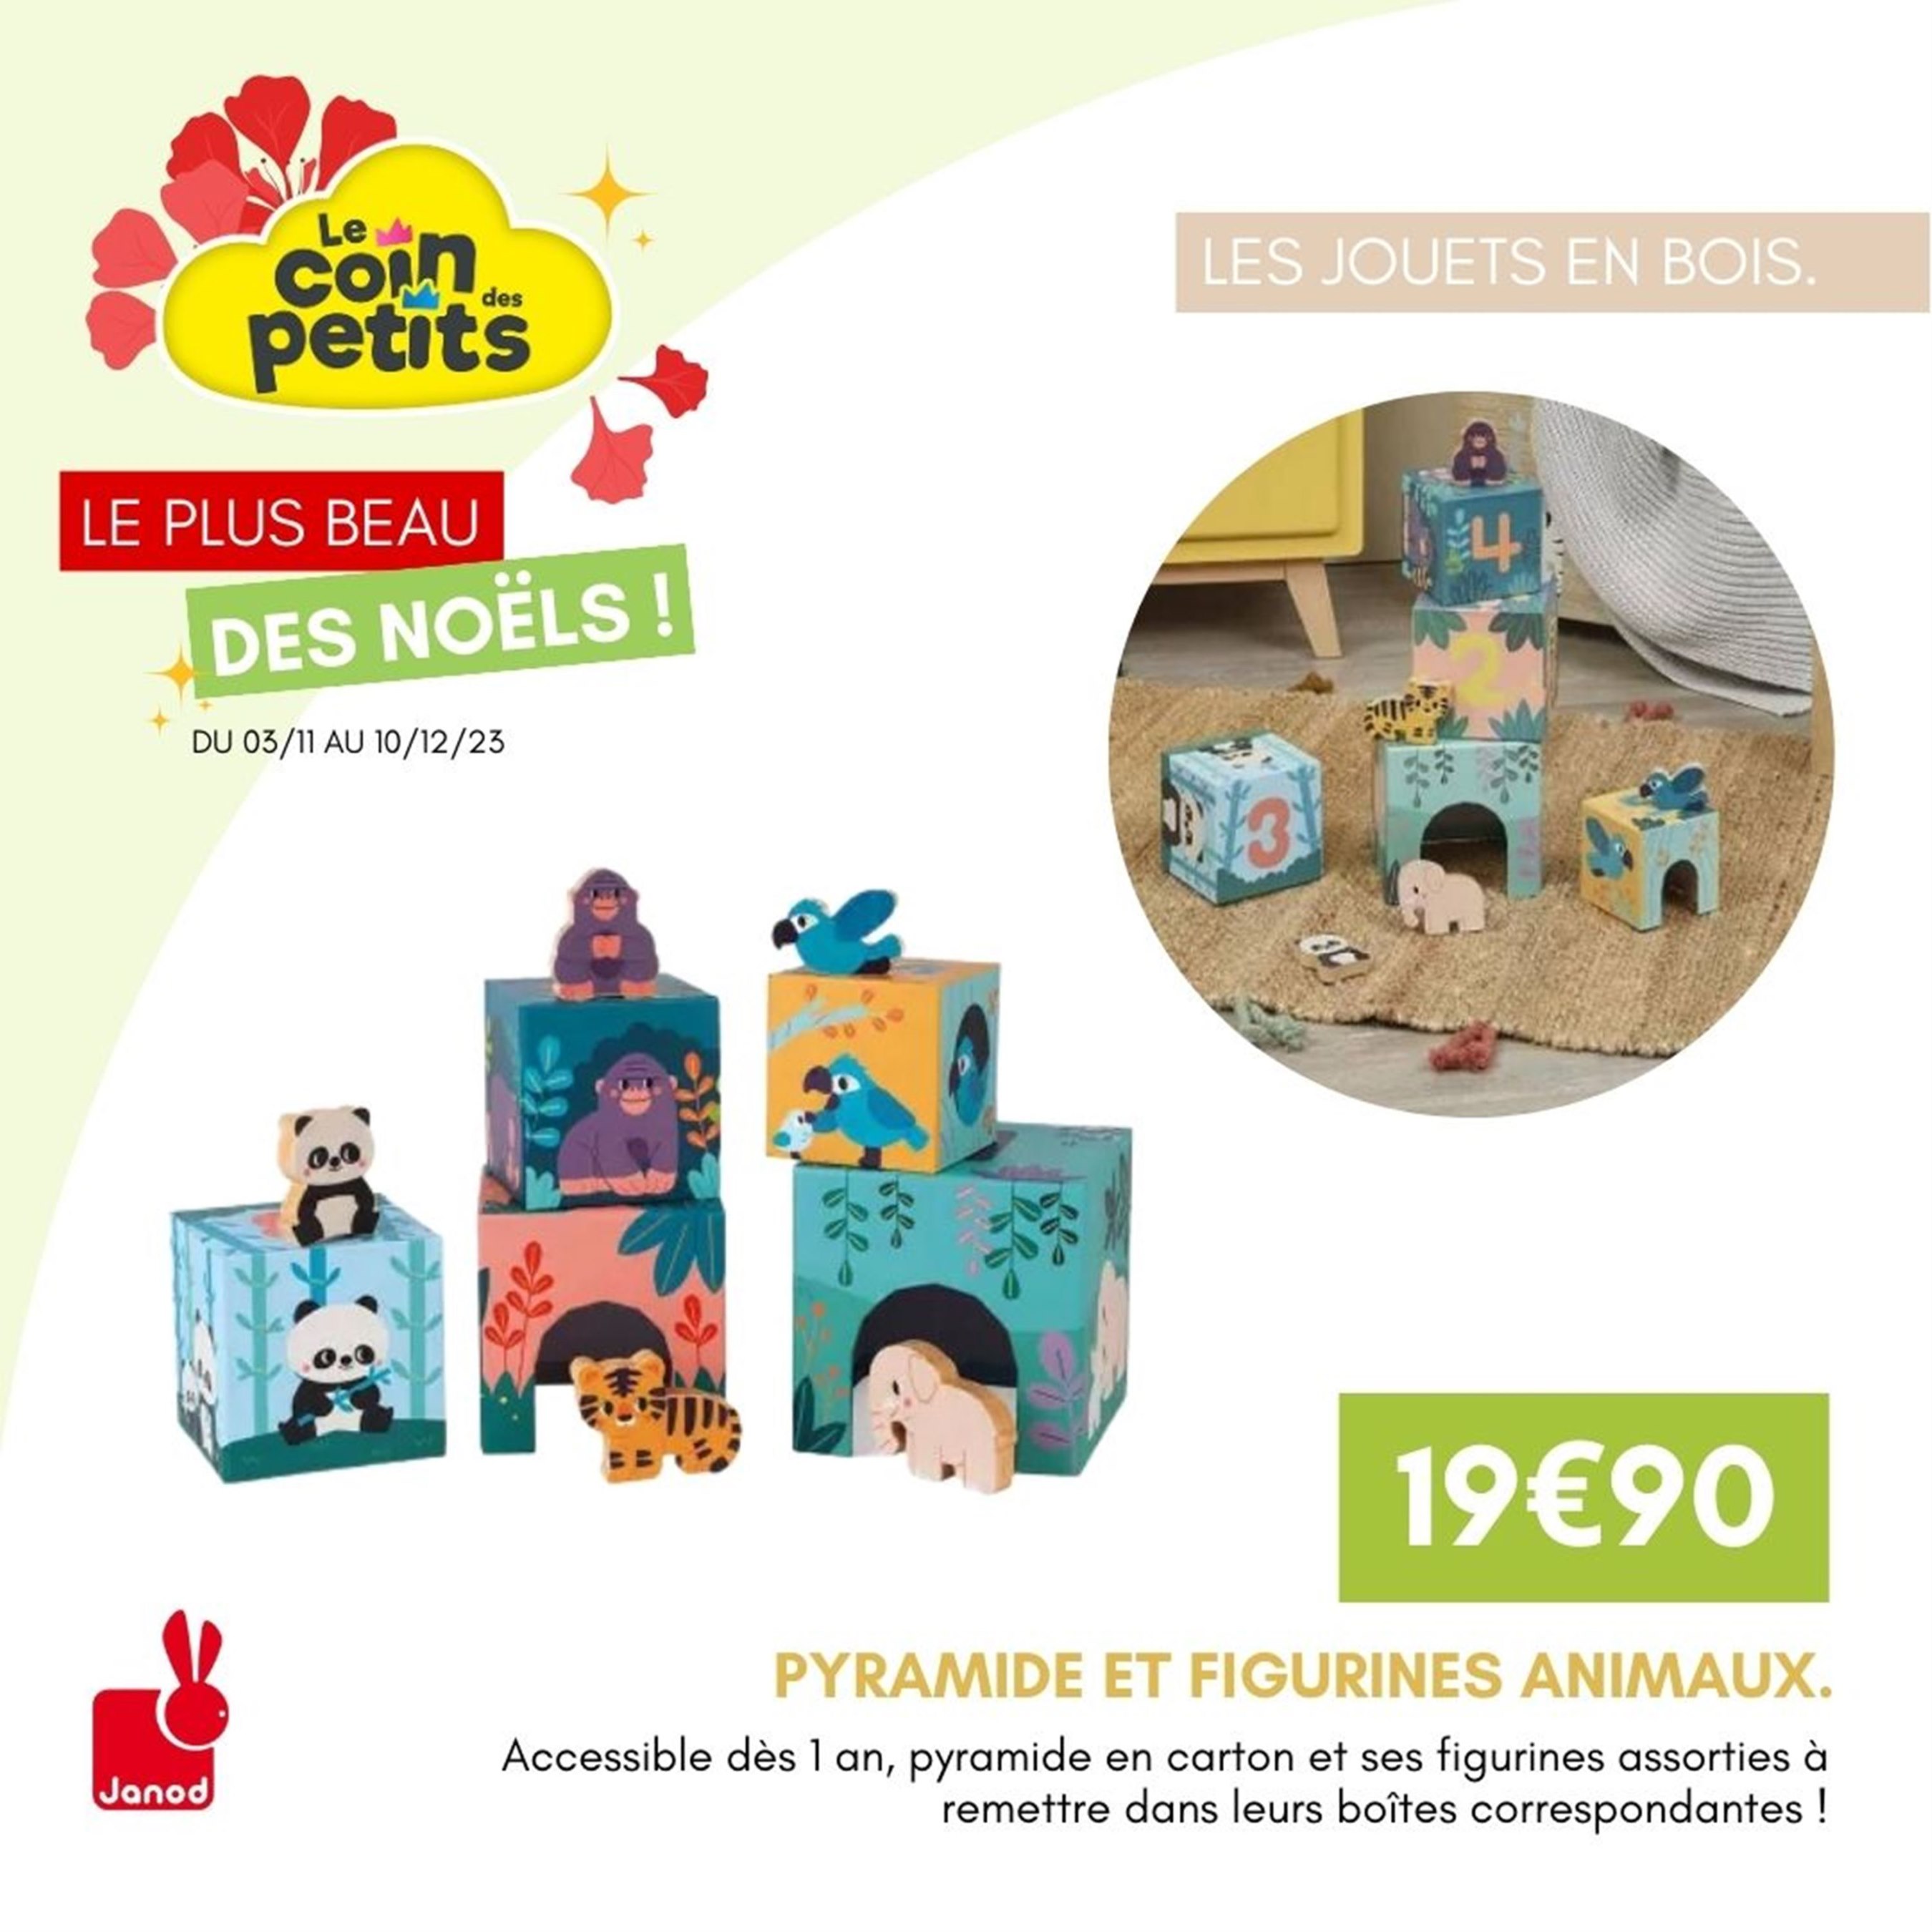 Le
coin
des
petits
LE PLUS BEAU
DES NOËLS !
DU 03/11 AU 10/12/23
LES JOUETS EN BOIS.
4
2
3
19€90
PYRAMIDE ET FIGURINES ANIMAUX.
Accessible dès 1 an, pyramide en carton et ses figurines assorties à
remettre dans leurs boîtes correspondantes !
Janod